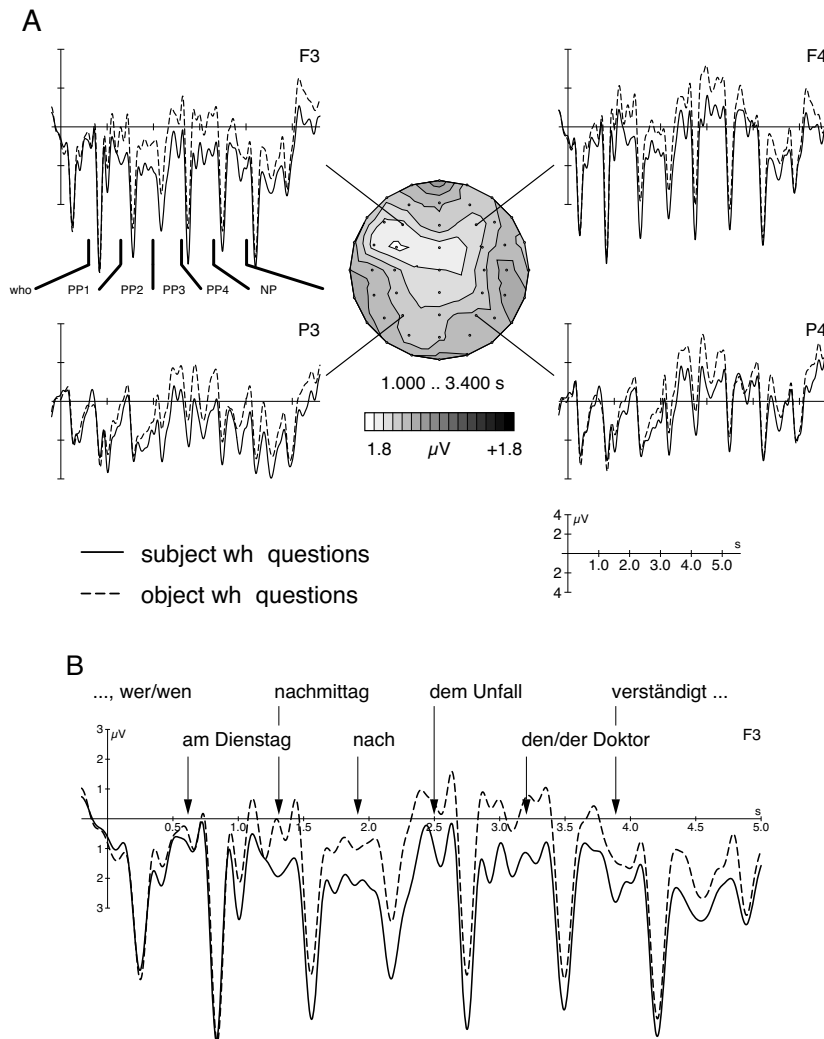 A
F3
F4
who PP1 PP2 PP3 PP4 NP
P3
P4
1.000 .. 3.400 s
1.8 µV +1.8
4
µV
2
s
1.0 2.0 3.0 4.0 5.0
2
4
subject wh questions
object wh questions
B
..., wer/wen nachmittag dem Unfall verständigt ...
am Dienstag nach den/der Doktor
F3
3
µV
2
1
s
0.5 1.0 1.5 2.0 2.5 3.0 3.5 4.0 4.5 5.0
1
2
3